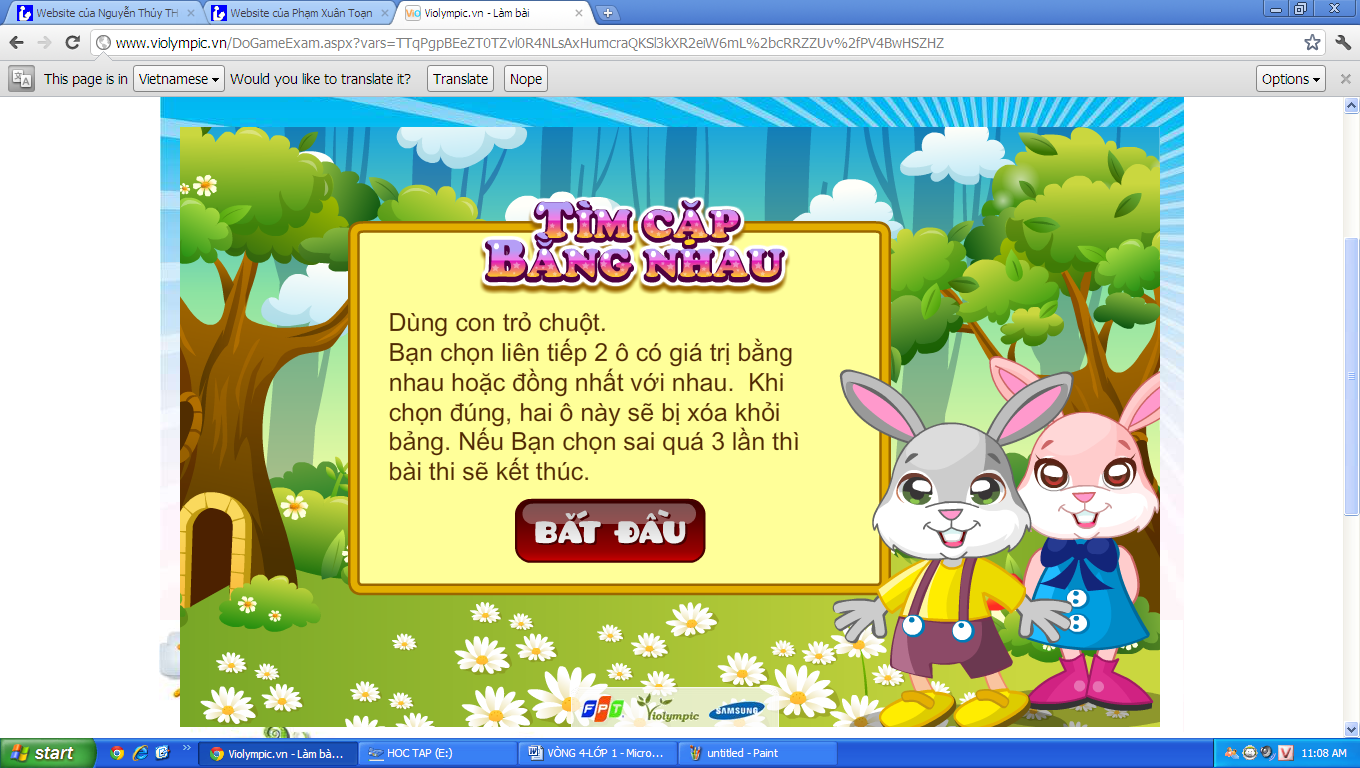 Website của Nguyễn Thúy TH
Website của Phạm Xuân Toạn
Violympic.vn - Làm bài
www.violympic.vn/DoGameExam.aspx?vars=TTqPgpBEeZT0TZvl0R4NLsAxHumcraQKSl3kXR2eiW6mL%2bcRRZZUv%2fPV4BwHSZHZ
This page is in Vietnamese Would you like to translate it? Translate Nope Options
TÌM CẶP
BẰNG NHAU
Dùng con trỏ chuột.
Bạn chọn liên tiếp 2 ô có giá trị bằng
nhau hoặc đồng nhất với nhau. Khi
chọn đúng, hai ô này sẽ bị xóa khỏi
bảng. Nếu Bạn chọn sai quá 3 lần thì
bài thi sẽ kết thúc.
BẮT ĐẦU
FPT Violympic SAMSUNG
start
Violympic.vn - Làm bà...
HOC TAP (E:)
VÒNG 4-LỚP 1 - Micro...
untitled - Paint
11:08 AM